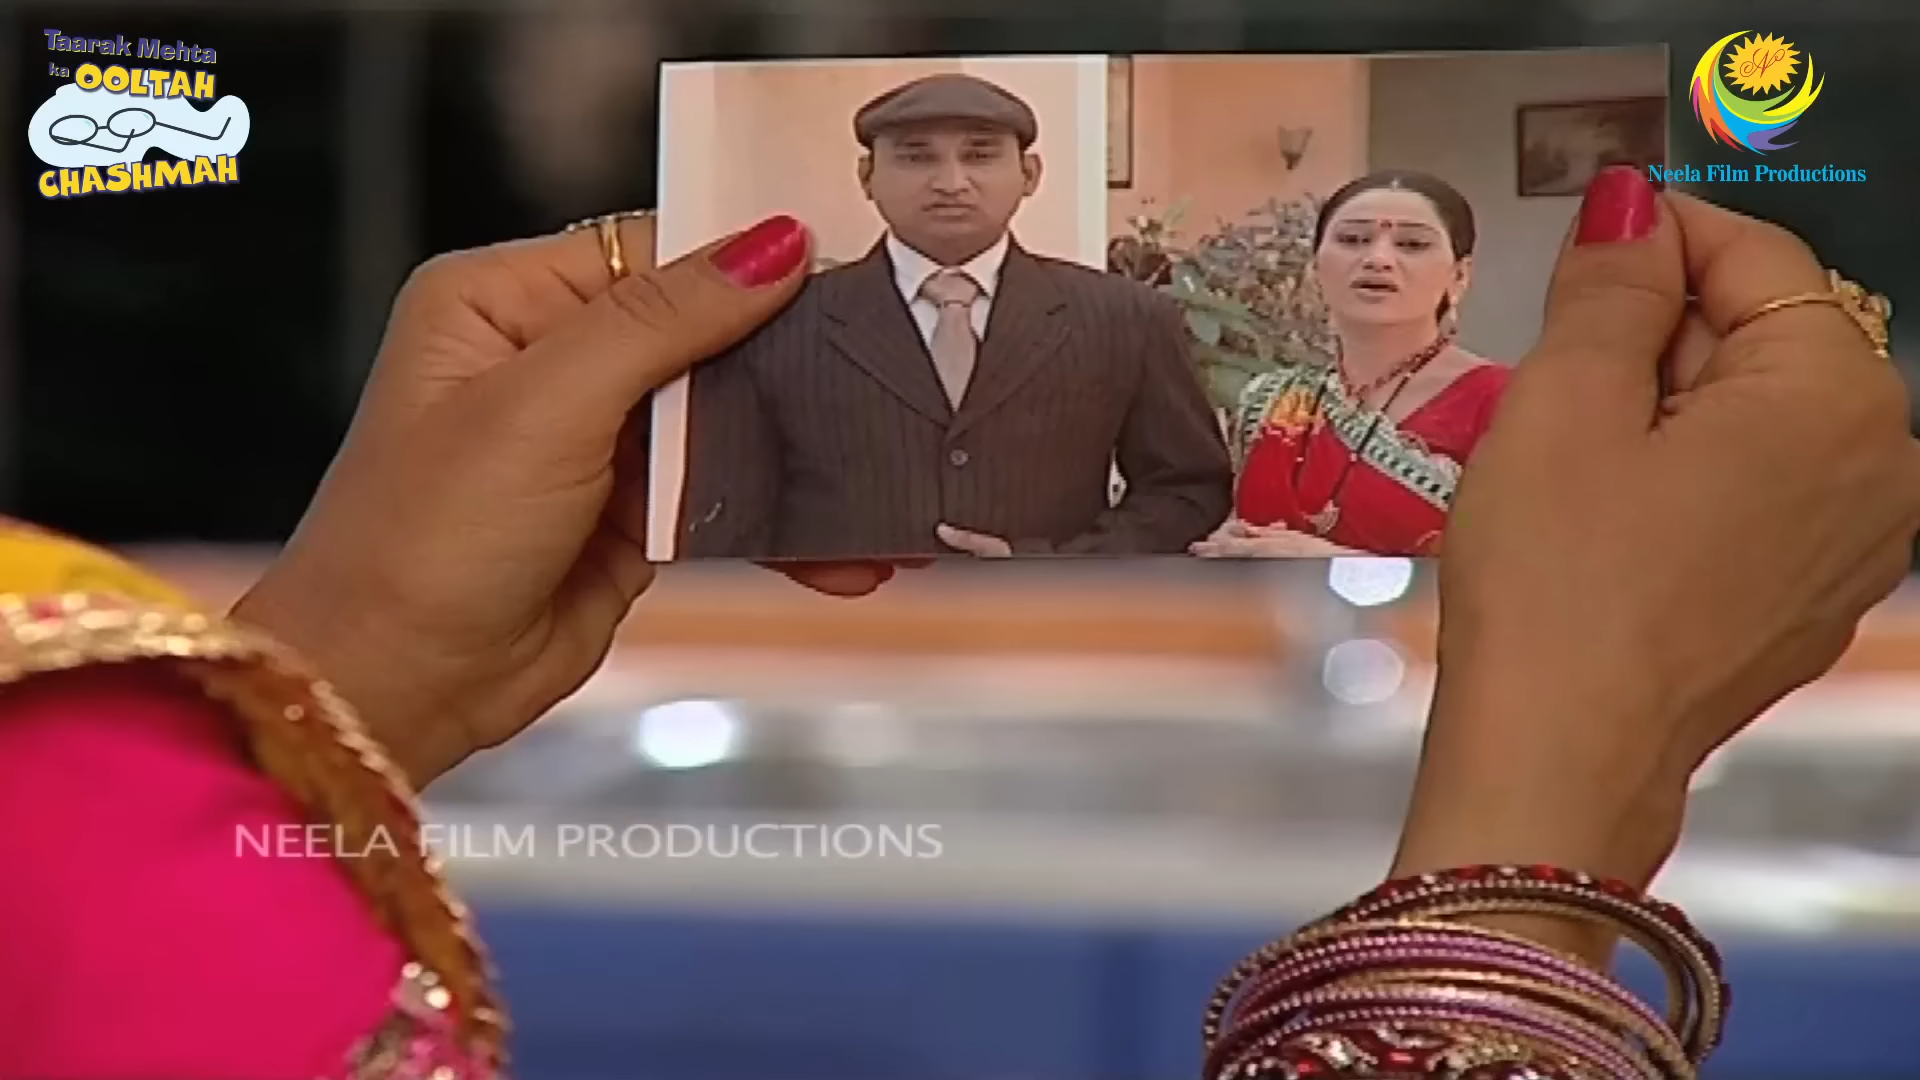 Taarak Mehta
ka OOLTAH
CHASHMAH
Neela Film Productions
NEELA FILM PRODUCTIONS